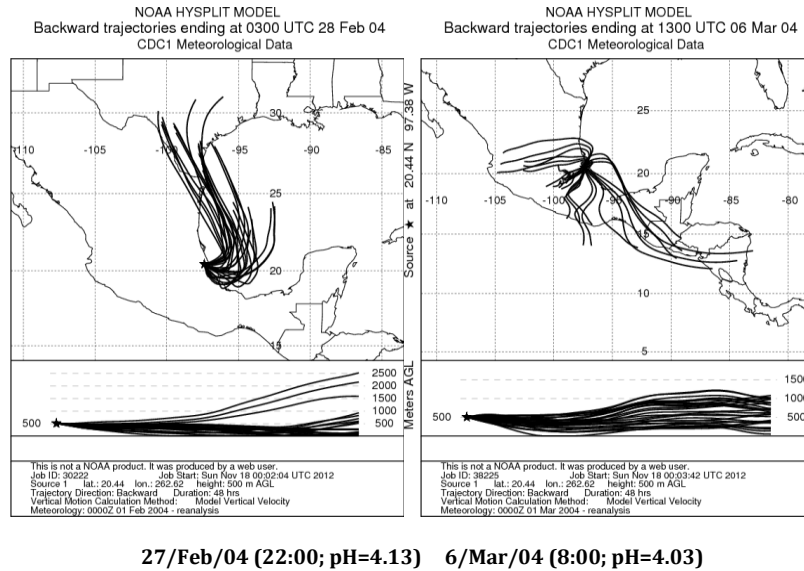 NOAA HYSPLIT MODEL
Backward trajectories ending at 0300 UTC 28 Feb 04
CDC1 Meteorological Data
30
-105
-100
-95
-90
-85
25
20
15
Source ★ at 20.44 N 97.38 W
2500
2000
1500
1000
500
500
Meters AGL
This is not a NOAA product. It was produced by a web user.
Job ID: 30222 Job Start: Sun Nov 18 00:02:04 UTC 2012
Source 1 lat.: 20.44 lon.: 262.62 height: 500 m AGL
Trajectory Direction: Backward Duration: 48 hrs
Vertical Motion Calculation Method: Model Vertical Velocity
Meteorology: 0000Z 01 Feb 2004 - reanalysis
NOAA HYSPLIT MODEL
Backward trajectories ending at 1300 UTC 06 Mar 04
CDC1 Meteorological Data
25
20
-110
-105
-100
-95
-90
-85
-80
15
10
5
1500
1000
500
500
This is not a NOAA product. It was produced by a web user.
Job ID: 38225 Job Start: Sun Nov 18 00:03:42 UTC 2012
Source 1 lat.: 20.44 lon.: 262.62 height: 500 m AGL
Trajectory Direction: Backward Duration: 48 hrs
Vertical Motion Calculation Method: Model Vertical Velocity
Meteorology: 0000Z 01 Mar 2004 - reanalysis
27/Feb/04 (22:00; pH=4.13) 6/Mar/04 (8:00; pH=4.03)